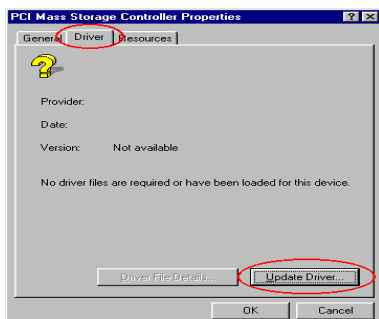 PCI Mass Storage Controller Properties
General Driver Resources
Provider:
Date:
Version: Not available
No driver files are required or have been loaded for this device.
Driver File Details... Update Driver...
OK Cancel